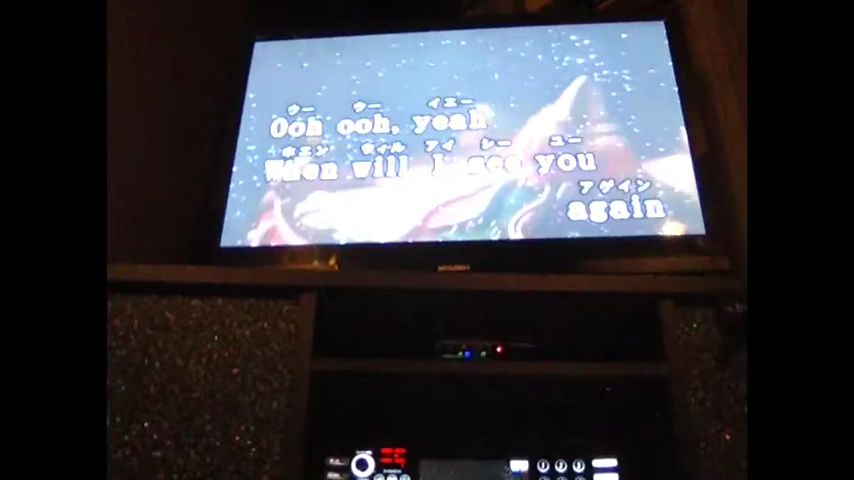 ウー ウー イエー
Ooh ooh, yeah
ホエン ウィル アイ シー ユー
When will I see you
アゲイン
again